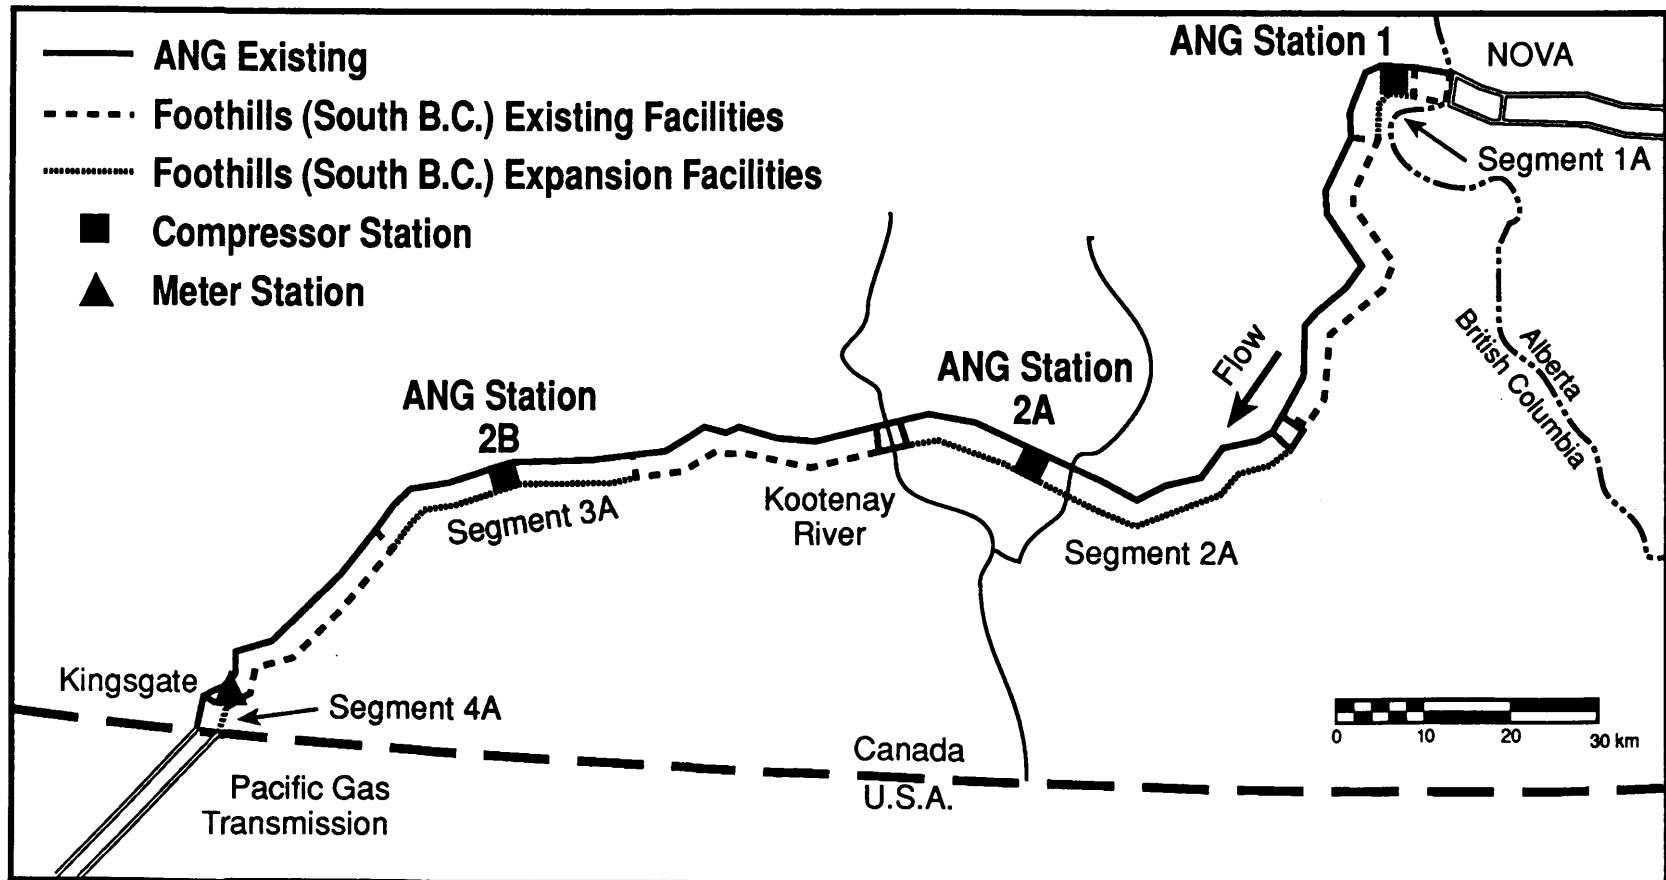 ANG Existing
Foothills (South B.C.) Existing Facilities
Foothills (South B.C.) Expansion Facilities
Compressor Station
Meter Station
ANG Station 1
NOVA
Segment 1A
Alberta
British Columbia
Flow
ANG Station
2A
ANG Station
2B
Kootenay
River
Segment 3A
Segment 2A
Kingsgate
Segment 4A
Canada
U.S.A.
Pacific Gas
Transmission
0 10 20 30 km